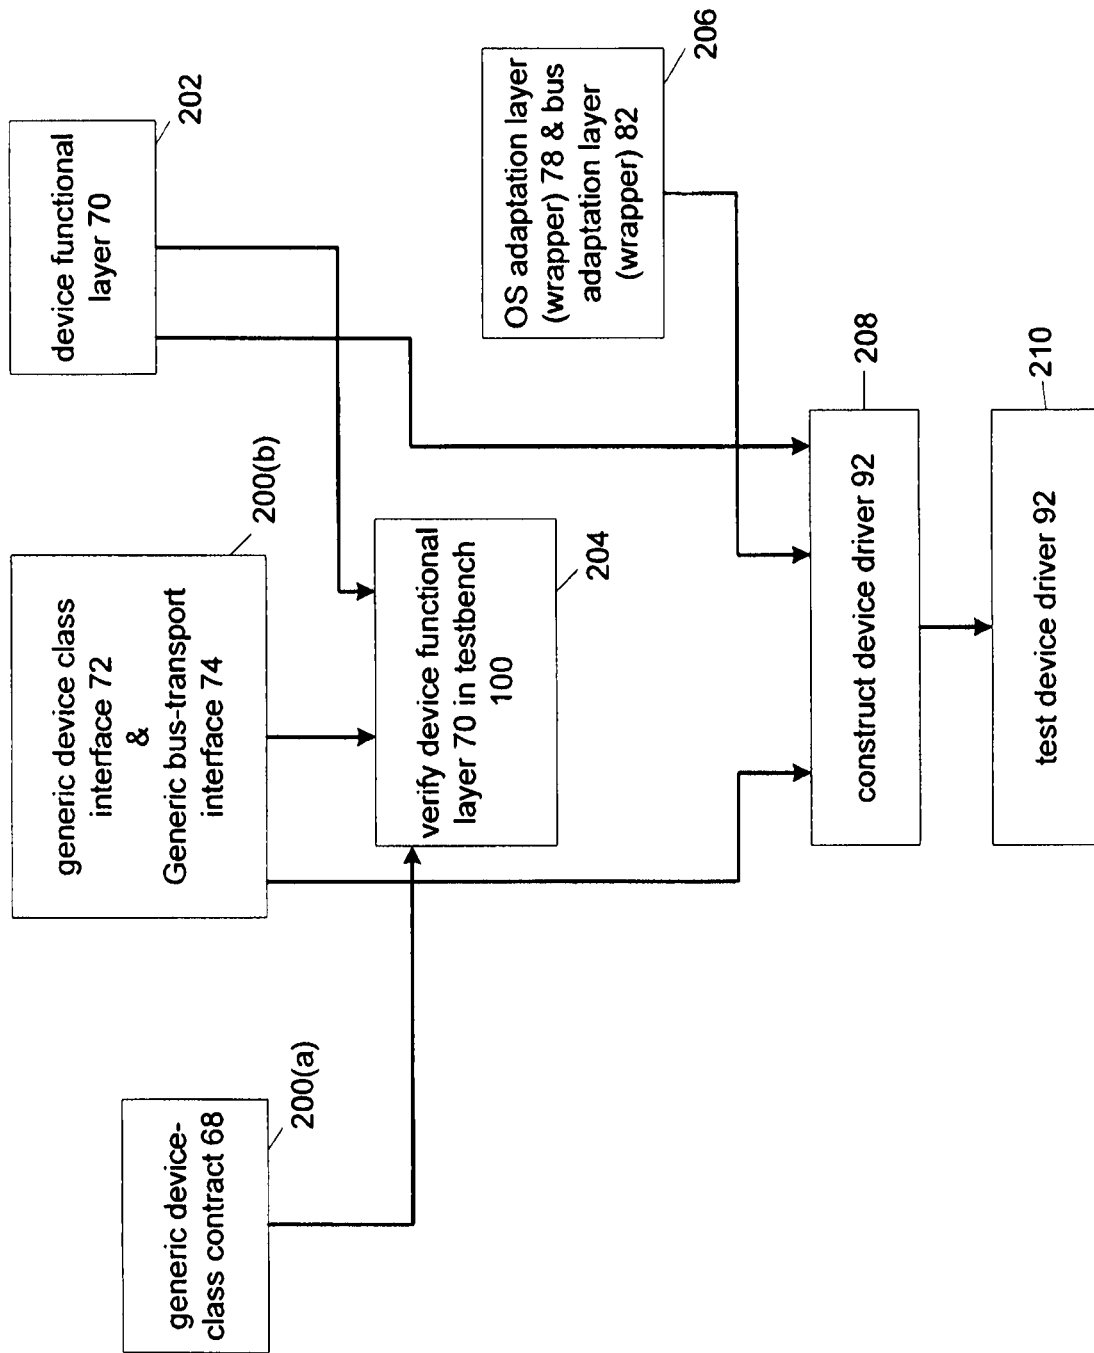 generic device-
class contract 68
200(a)
generic device class
interface 72
&
Generic bus-transport
interface 74
200(b)
device functional
layer 70
202
verify device functional
layer 70 in testbench
100
204
OS adaptation layer
(wrapper) 78 & bus
adaptation layer
(wrapper) 82
206
construct device driver 92
208
test device driver 92
210